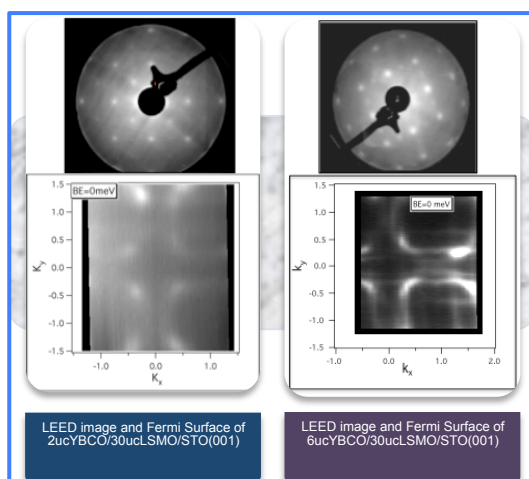 BE=0meV
1.5
1.0
0.5
0.0
-0.5
-1.0
-1.5
Ky
-1.0
0.0
1.0
Kx
BE=0 meV
1.5
1.0
0.5
0.0
-0.5
-1.0
-1.5
ky
-1.0
0.0
1.0
2.0
kx
LEED image and Fermi Surface of
2ucYBCO/30ucLSMO/STO(001)
LEED image and Fermi Surface of
6ucYBCO/30ucLSMO/STO(001)